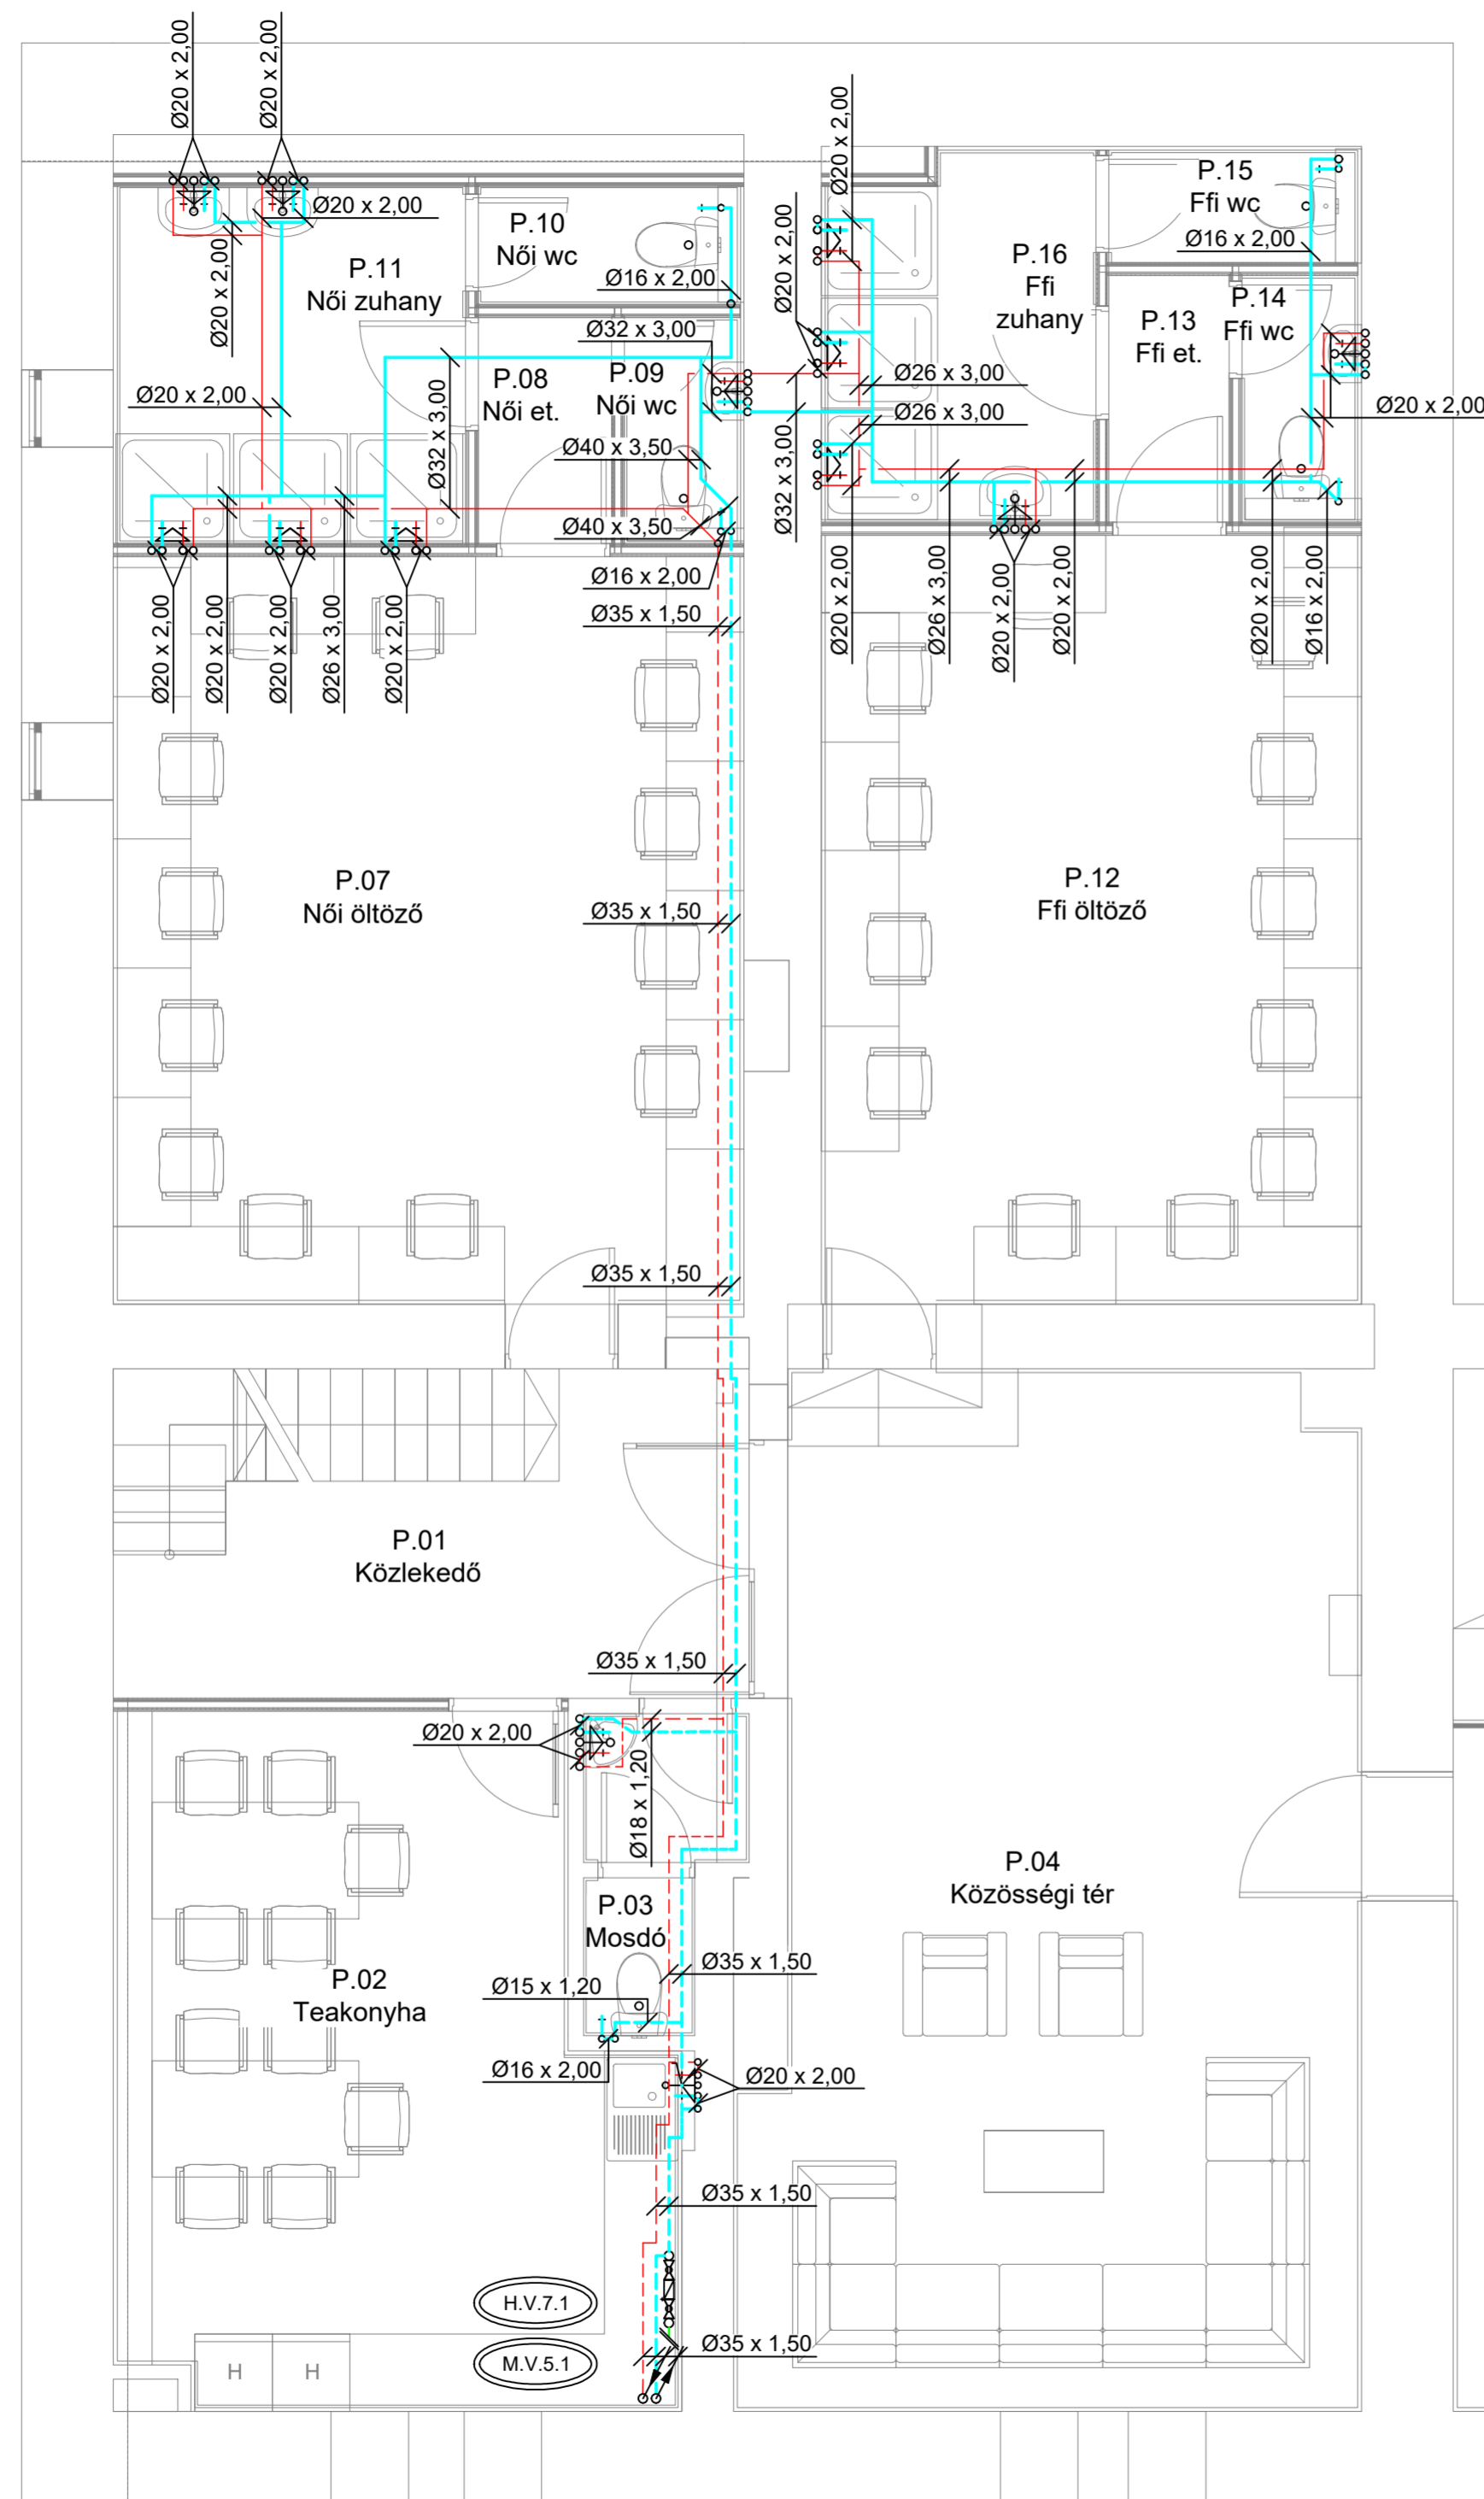 Ø20 x 2,00
Ø20 x 2,00
Ø20 x 2,00
Ø20 x 2,00
P.10
Női wc
P.15
Ffi wc
Ø16 x 2,00
Ø20 x 2,00
P.11
Női zuhany
Ø16 x 2,00
Ø20 x 2,00
P.16
Ffi
zuhany
P.14
Ffi wc
P.13
Ffi et.
Ø32 x 3,00
P.08
Női et.
P.09
Női wc
Ø26 x 3,00
Ø20 x 2,00
Ø32 x 3,00
Ø26 x 3,00
Ø20 x 2,00
Ø40 x 3,50
Ø32 x 3,00
Ø40 x 3,50
Ø16 x 2,00
Ø35 x 1,50
Ø20 x 2,00
Ø20 x 2,00
Ø20 x 2,00
Ø26 x 3,00
Ø20 x 2,00
Ø20 x 2,00
Ø26 x 3,00
Ø20 x 2,00
Ø20 x 2,00
Ø20 x 2,00
Ø16 x 2,00
P.07
Női öltöző
P.12
Ffi öltöző
Ø35 x 1,50
Ø35 x 1,50
P.01
Közlekedő
Ø35 x 1,50
Ø20 x 2,00
Ø18 x 1,20
P.04
Közösségi tér
P.03
Mosdó
P.02
Teakonyha
Ø35 x 1,50
Ø15 x 1,20
Ø16 x 2,00
Ø20 x 2,00
Ø35 x 1,50
H.V.7.1
M.V.5.1
Ø35 x 1,50
H H